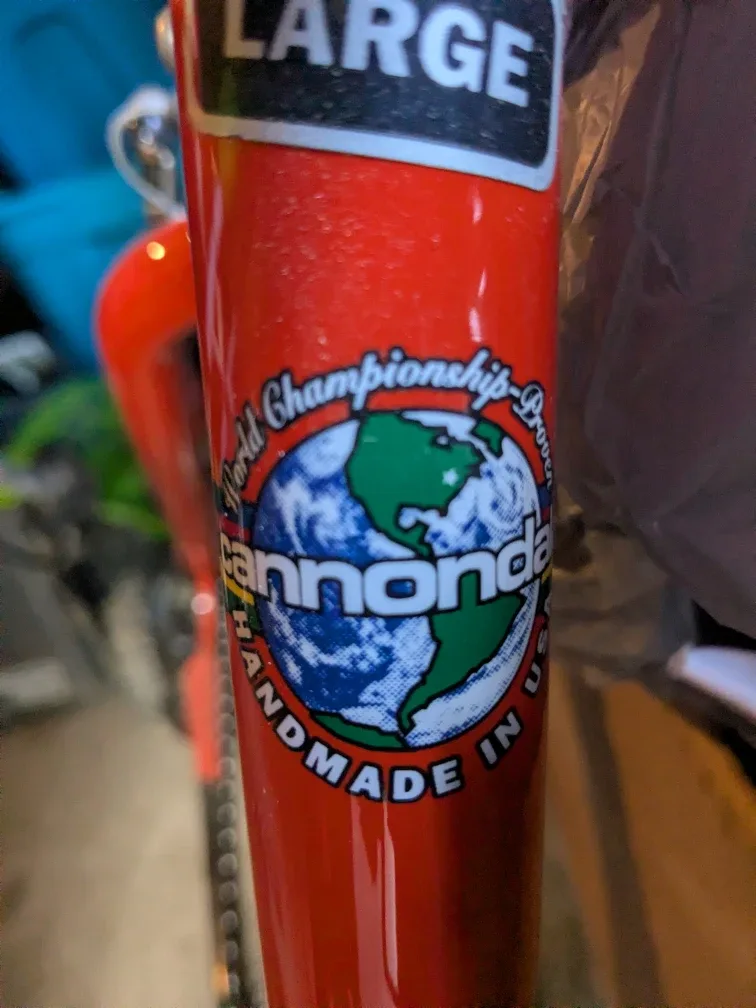 LARGE
World Championship-Proven
cannonda
HANDMADE IN USA